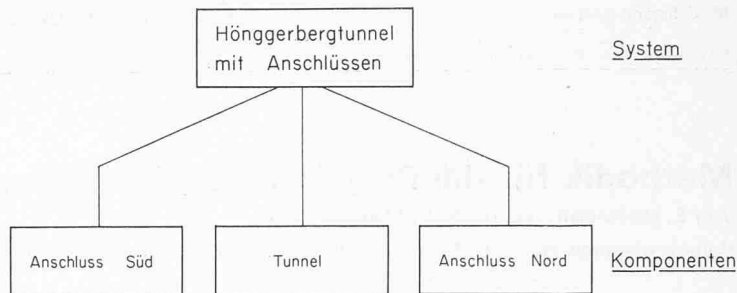 Hönggerbergtunnel
mit Anschlüssen
System
Anschluss Süd
Tunnel
Anschluss Nord
Komponenten